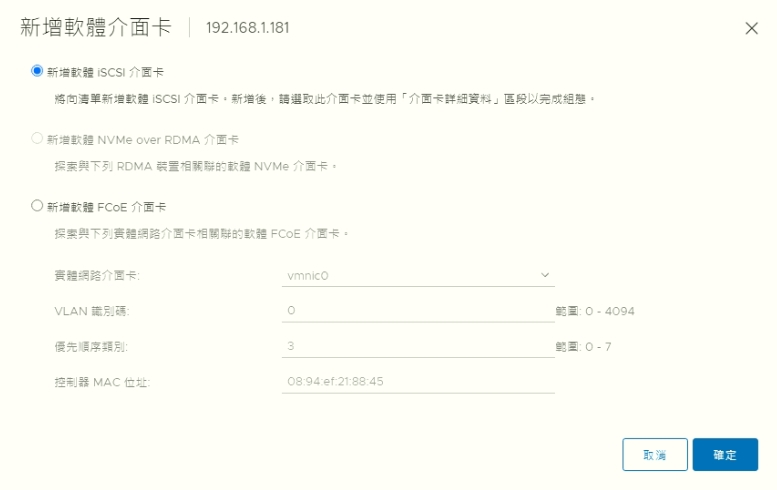 新增軟體介面卡 192.168.1.181
新增軟體 iSCSI 介面卡
將向清單新增軟體 iSCSI 介面卡。新增後，請選取此介面卡並使用「介面卡詳細資料」區段以完成組態。
新增軟體 NVMe over RDMA 介面卡
探索與下列 RDMA 裝置相關聯的軟體 NVMe 介面卡。
新增軟體 FCoE 介面卡
探索與下列實體網路介面卡相關聯的軟體 FCoE 介面卡。
實體網路介面卡: vmnic0
VLAN 識別碼: 0 範圍: 0 - 4094
優先順序類別: 3 範圍: 0 - 7
控制器 MAC 位址: 08:94:ef:21:88:45
取消 確定